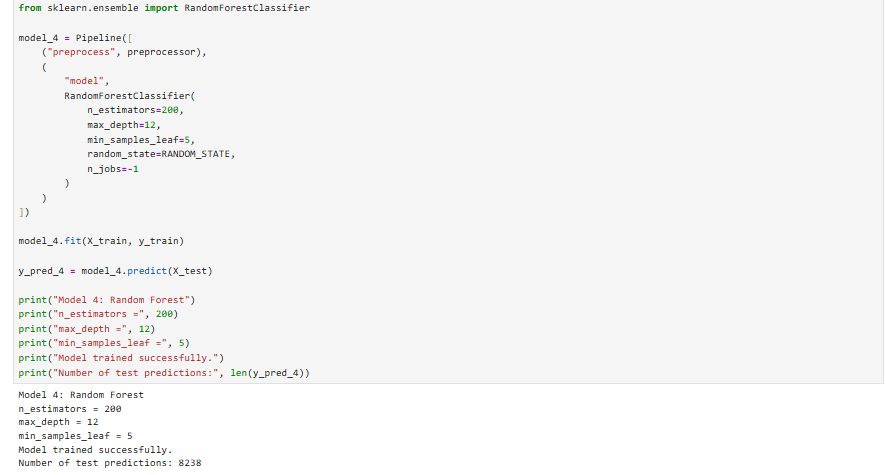 from sklearn.ensemble import RandomForestClassifier
model_4 = Pipeline([
("preprocess", preprocessor),
(
"model",
RandomForestClassifier(
n_estimators=200,
max_depth=12,
min_samples_leaf=5,
random_state=RANDOM_STATE,
n_jobs=-1
)
)
])
model_4.fit(X_train, y_train)
y_pred_4 = model_4.predict(X_test)
print("Model 4: Random Forest")
print("n_estimators =", 200)
print("max_depth =", 12)
print("min_samples_leaf =", 5)
print("Model trained successfully.")
print("Number of test predictions:", len(y_pred_4))
Model 4: Random Forest
n_estimators = 200
max_depth = 12
min_samples_leaf = 5
Model trained successfully.
Number of test predictions: 8238